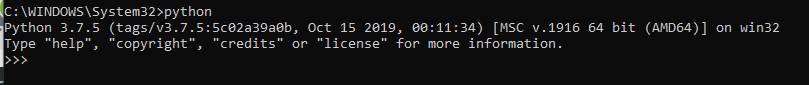 C:\WINDOWS\System32>python
Python 3.7.5 (tags/v3.7.5:5c02a39a0b, Oct 15 2019, 00:11:34) [MSC v.1916 64 bit (AMD64)] on win32
Type "help", "copyright", "credits" or "license" for more information.
>>>